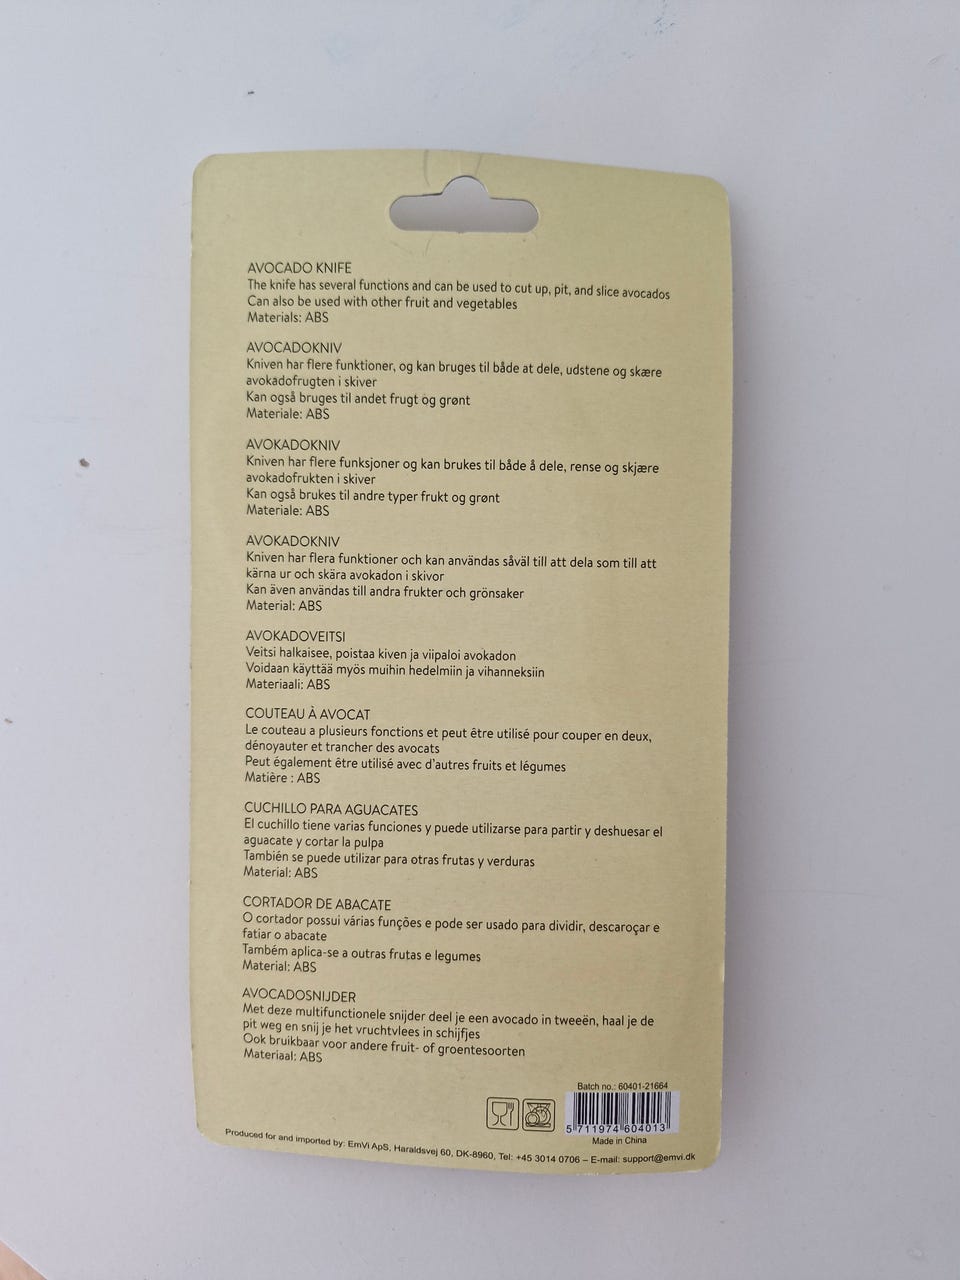 AVOCADO KNIFE
The knife has several functions and can be used to cut up, pit, and slice avocados
Can also be used with other fruit and vegetables
Materials: ABS
AVOCADOKNIV
Kniven har flere funktioner, og kan bruges til både at dele, udstene og skære
avokadofrugten i skiver
Kan også bruges til andet frugt og grønt
Materiale: ABS
AVOKADOKNIV
Kniven har flere funksjoner og kan brukes til både å dele, rense og skjære
avokadofrukten i skiver
Kan også brukes til andre typer frukt og grønt
Materiale: ABS
AVOKADOKNIV
Kniven har flera funktioner och kan användas såväl till att dela som till att
kärna ur och skära avokadon i skivor
Kan även användas till andra frukter och grönsaker
Material: ABS
AVOKADOVEITSI
Veitsi halkaisee, poistaa kiven ja viipaloi avokadon
Voidaan käyttää myös muihin hedelmiin ja vihanneksiin
Materiaali: ABS
COUTEAU À AVOCAT
Le couteau a plusieurs fonctions et peut être utilisé pour couper en deux,
dénoyauter et trancher des avocats
Peut également être utilisé avec d'autres fruits et légumes
Matière : ABS
CUCHILLO PARA AGUACATES
El cuchillo tiene varias funciones y puede utilizarse para partir y deshuesar el
aguacate y cortar la pulpa
También se puede utilizar para otras frutas y verduras
Material: ABS
CORTADOR DE ABACATE
O cortador possui várias funções e pode ser usado para dividir, descaroçar e
fatiar o abacate
Também aplica-se a outras frutas e legumes
Material: ABS
AVOCADOSNIJDER
Met deze multifunctionele snijder deel je een avocado in tweeën, haal je de
pit weg en snij je het vruchtvlees in schijfjes
Ook bruikbaar voor andere fruit- of groentesoorten
Materiaal: ABS
Batch no.: 60401-21664
5 711974 604013
Made in China
Produced for and imported by: EmVi ApS, Haraldsvej 60, DK-8960, Tel: +45 3014 0706 – E-mail: support@emvi.dk